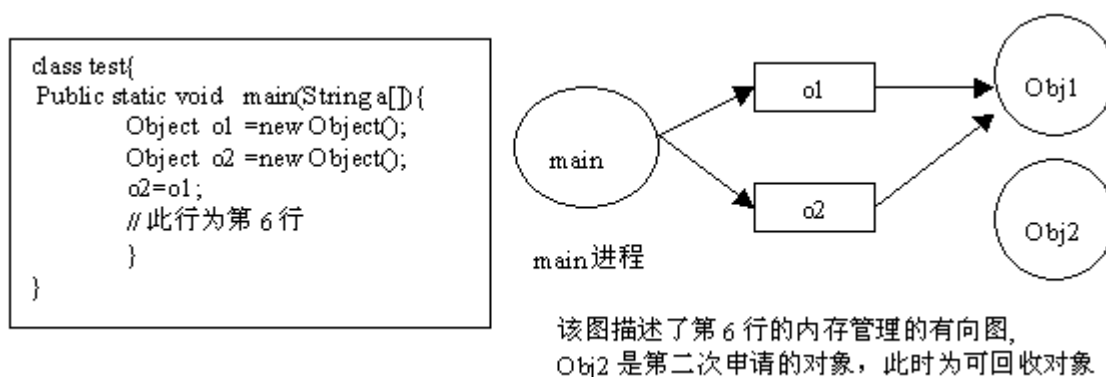 class test{
Public static void main(String a[]){
Object o1 =new Object();
Object o2 =new Object();
o2=o1;
//此行为第 6 行
}
}
main
o1
o2
Obj1
Obj2
main进程
该图描述了第 6 行的内存管理的有向图,
Obj2 是第二次申请的对象，此时为可回收对象